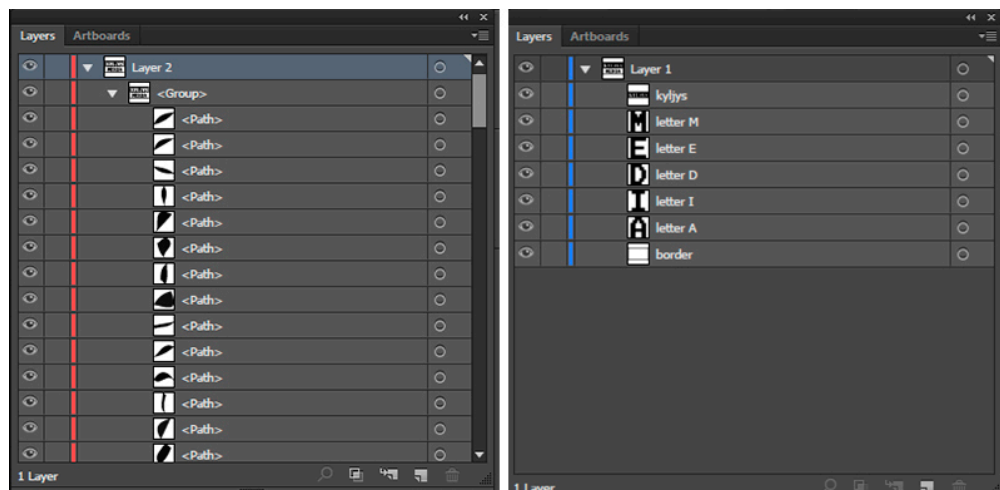 Layers Artboards
Layer 2
<Group>
<Path>
<Path>
<Path>
<Path>
<Path>
<Path>
<Path>
<Path>
<Path>
<Path>
<Path>
<Path>
<Path>
<Path>
1 Layer
Layers Artboards
Layer 1
kyljys
letter M
letter E
letter D
letter I
letter A
border
1 Layer